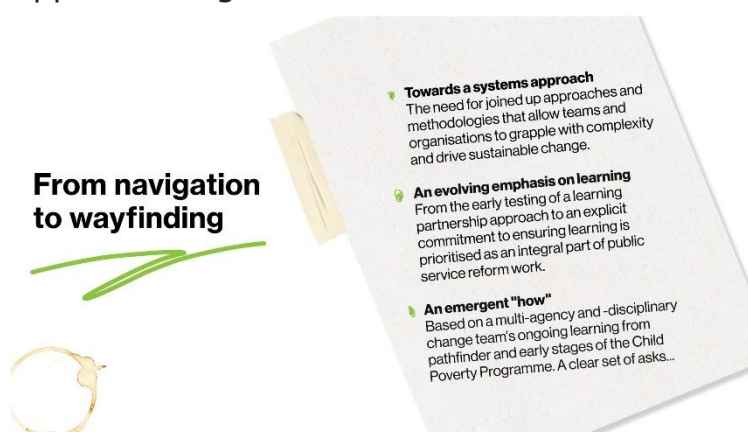 From navigation
to wayfinding
Towards a systems approach
The need for joined up approaches and
methodologies that allow teams and
organisations to grapple with complexity
and drive sustainable change.
An evolving emphasis on learning
From the early testing of a learning
partnership approach to an explicit
commitment to ensuring learning is
prioritised as an integral part of public
service reform work.
An emergent "how"
Based on a multi-agency and -disciplinary
change team's ongoing learning from
pathfinder and early stages of the Child
Poverty Programme. A clear set of asks...